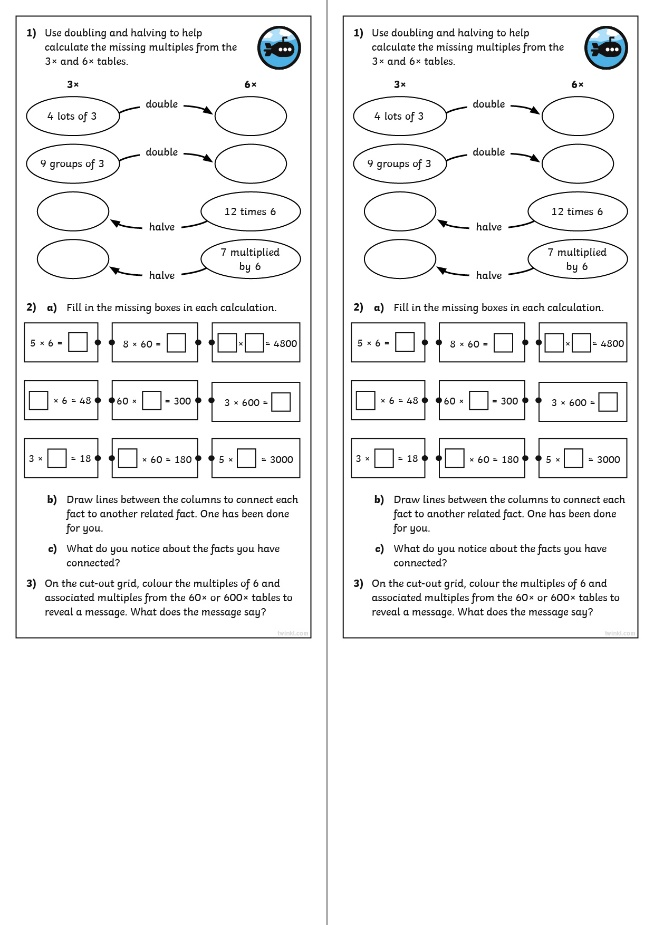 1) Use doubling and halving to help
calculate the missing multiples from the
3× and 6× tables.
3× 6×
4 lots of 3 double
9 groups of 3 double
halve 12 times 6
halve 7 multiplied
by 6
2) a) Fill in the missing boxes in each calculation.
5 × 6 = 8 × 60 = × = 4800
× 6 = 48 60 × = 300 3 × 600 =
3 × = 18 × 60 = 180 5 × = 3000
b) Draw lines between the columns to connect each
fact to another related fact. One has been done
for you.
c) What do you notice about the facts you have
connected?
3) On the cut-out grid, colour the multiples of 6 and
associated multiples from the 60× or 600× tables to
reveal a message. What does the message say?
twinkl.com
1) Use doubling and halving to help
calculate the missing multiples from the
3× and 6× tables.
3× 6×
4 lots of 3 double
9 groups of 3 double
halve 12 times 6
halve 7 multiplied
by 6
2) a) Fill in the missing boxes in each calculation.
5 × 6 = 8 × 60 = × = 4800
× 6 = 48 60 × = 300 3 × 600 =
3 × = 18 × 60 = 180 5 × = 3000
b) Draw lines between the columns to connect each
fact to another related fact. One has been done
for you.
c) What do you notice about the facts you have
connected?
3) On the cut-out grid, colour the multiples of 6 and
associated multiples from the 60× or 600× tables to
reveal a message. What does the message say?
twinkl.com